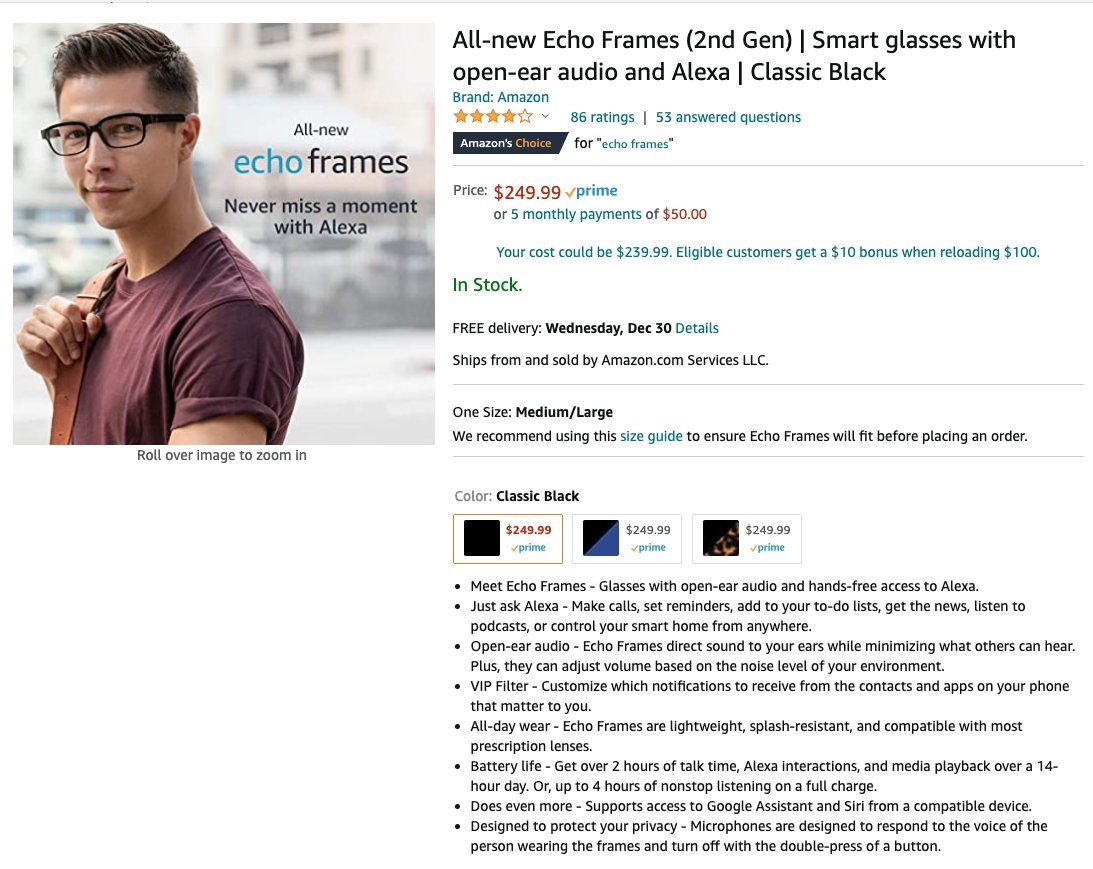 All-new
echo frames
Never miss a moment
with Alexa
Roll over image to zoom in
All-new Echo Frames (2nd Gen) | Smart glasses with
open-ear audio and Alexa | Classic Black
Brand: Amazon
86 ratings | 53 answered questions
Amazon's Choice for "echo frames"
Price: $249.99 prime
or 5 monthly payments of $50.00
Your cost could be $239.99. Eligible customers get a $10 bonus when reloading $100.
In Stock.
FREE delivery: Wednesday, Dec 30 Details
Ships from and sold by Amazon.com Services LLC.
One Size: Medium/Large
We recommend using this size guide to ensure Echo Frames will fit before placing an order.
Color: Classic Black
$249.99 $249.99 $249.99
prime prime prime
• Meet Echo Frames - Glasses with open-ear audio and hands-free access to Alexa.
• Just ask Alexa - Make calls, set reminders, add to your to-do lists, get the news, listen to
podcasts, or control your smart home from anywhere.
• Open-ear audio - Echo Frames direct sound to your ears while minimizing what others can hear.
Plus, they can adjust volume based on the noise level of your environment.
• VIP Filter - Customize which notifications to receive from the contacts and apps on your phone
that matter to you.
• All-day wear - Echo Frames are lightweight, splash-resistant, and compatible with most
prescription lenses.
• Battery life - Get over 2 hours of talk time, Alexa interactions, and media playback over a 14-
hour day. Or, up to 4 hours of nonstop listening on a full charge.
• Does even more - Supports access to Google Assistant and Siri from a compatible device.
• Designed to protect your privacy - Microphones are designed to respond to the voice of the
person wearing the frames and turn off with the double-press of a button.